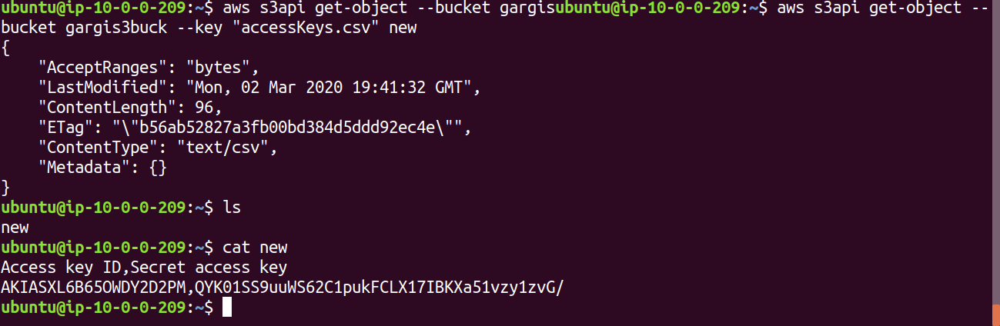 ubuntu@ip-10-0-0-209:~$ aws s3api get-object --bucket gargisubuntu@ip-10-0-0-209:~$ aws s3api get-object --
bucket gargis3buck --key "accessKeys.csv" new
{
    "AcceptRanges": "bytes",
    "LastModified": "Mon, 02 Mar 2020 19:41:32 GMT",
    "ContentLength": 96,
    "ETag": "\"b56ab52827a3fb00bd384d5ddd92ec4e\"",
    "ContentType": "text/csv",
    "Metadata": {}
}
ubuntu@ip-10-0-0-209:~$ ls
new
ubuntu@ip-10-0-0-209:~$ cat new
Access key ID,Secret access key
AKIASXL6B65OWDY2D2PM,QYK01SS9uuWS62C1pukFCLX17IBKXa51vzy1zvG/
ubuntu@ip-10-0-0-209:~$